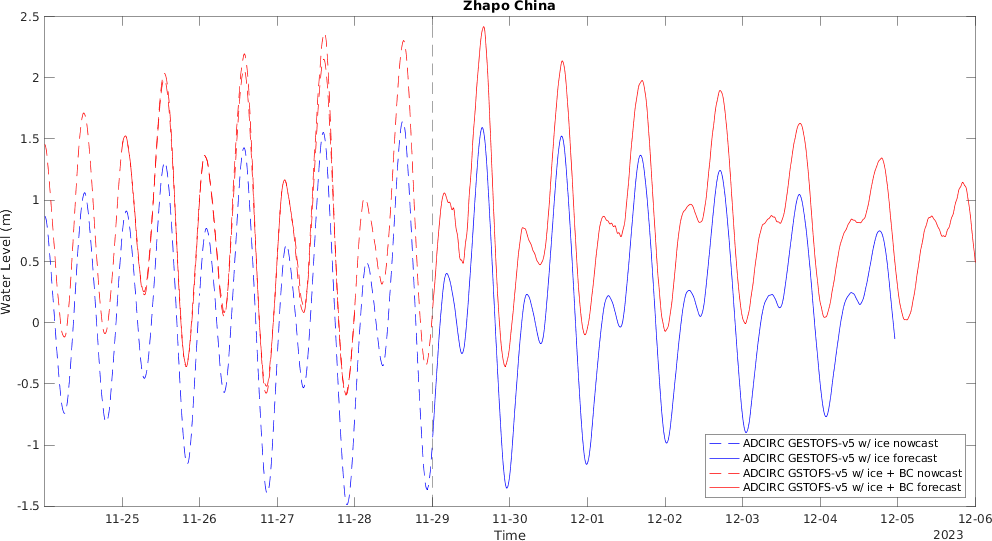 Zhapo China
2.5
2
1.5
1
0.5
0
-0.5
-1
-1.5
Water Level (m)
11-25 11-26 11-27 11-28 11-29 11-30 12-01 12-02 12-03 12-04 12-05 12-06
Time
2023
ADCIRC GESTOFS-v5 w/ ice nowcast
ADCIRC GESTOFS-v5 w/ ice forecast
ADCIRC GSTOFS-v5 w/ ice + BC nowcast
ADCIRC GSTOFS-v5 w/ ice + BC forecast